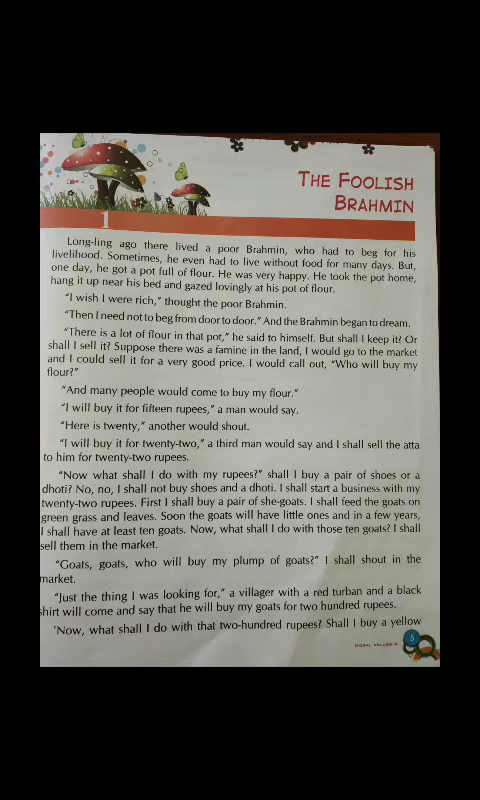 THE FOOLISH
BRAHMIN
1
Long-ling ago there lived a poor Brahmin, who had to beg for his
livelihood. Sometimes, he even had to live without food for many days. But,
one day, he got a pot full of flour. He was very happy. He took the pot home,
hang it up near his bed and gazed lovingly at his pot of flour.
"I wish I were rich," thought the poor Brahmin.
"Then I need not to beg from door to door." And the Brahmin began to dream.
"There is a lot of flour in that pot," he said to himself. But shall I keep it? Or
shall I sell it? Suppose there was a famine in the land, I would go to the market
and I could sell it for a very good price. I would call out, "Who will buy my
flour?"
"And many people would come to buy my flour."
"I will buy it for fifteen rupees," a man would say.
"Here is twenty," another would shout.
"I will buy it for twenty-two," a third man would say and I shall sell the atta
to him for twenty-two rupees.
"Now what shall I do with my rupees?" shall I buy a pair of shoes or a
dhoti? No, no, I shall not buy shoes and a dhoti. I shall start a business with my
twenty-two rupees. First I shall buy a pair of she-goats. I shall feed the goats on
green grass and leaves. Soon the goats will have little ones and in a few years,
I shall have at least ten goats. Now, what shall I do with those ten goats? I shall
sell them in the market.
"Goats, goats, who will buy my plump of goats?" I shall shout in the
market.
"Just the thing I was looking for," a villager with a red turban and a black
shirt will come and say that he will buy my goats for two hundred rupees.
'Now, what shall I do with that two-hundred rupees? Shall I buy a yellow
5